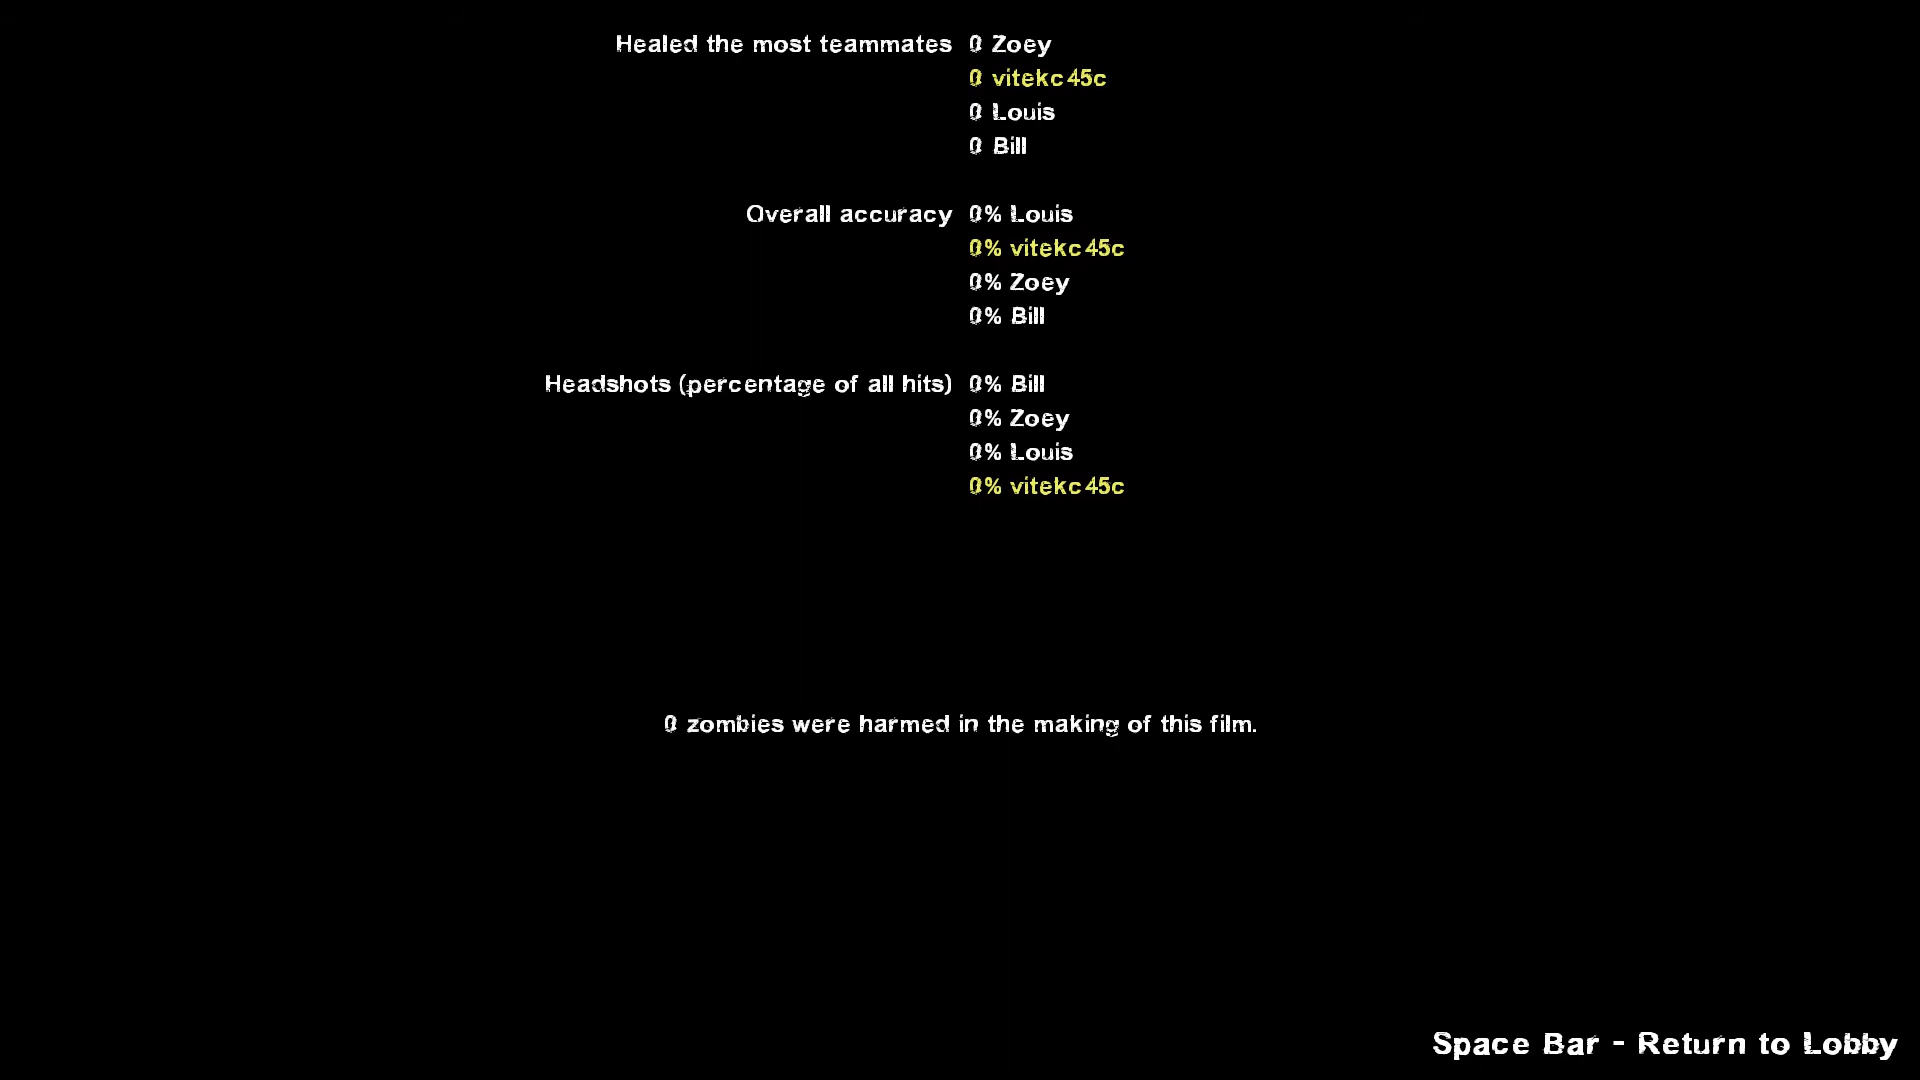 Healed the most teammates 0 Zoey
0 vitekc45c
0 Louis
0 Bill
Overall accuracy 0% Louis
0% vitekc45c
0% Zoey
0% Bill
Headshots (percentage of all hits) 0% Bill
0% Zoey
0% Louis
0% vitekc45c
0 zombies were harmed in the making of this film.
Space Bar - Return to Lobby